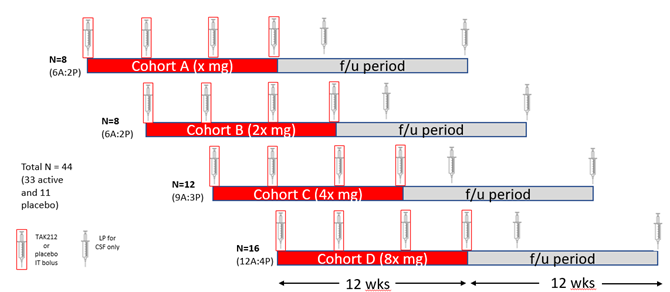 N=8
(6A:2P)
Cohort A (x mg)
f/u period
N=8
(6A:2P)
Cohort B (2x mg)
f/u period
Total N = 44
(33 active
and 11
placebo)
N=12
(9A:3P)
Cohort C (4x mg)
f/u period
TAK212
or
placebo
IT bolus
LP for
CSF only
N=16
(12A:4P)
Cohort D (8x mg)
f/u period
12 wks
12 wks